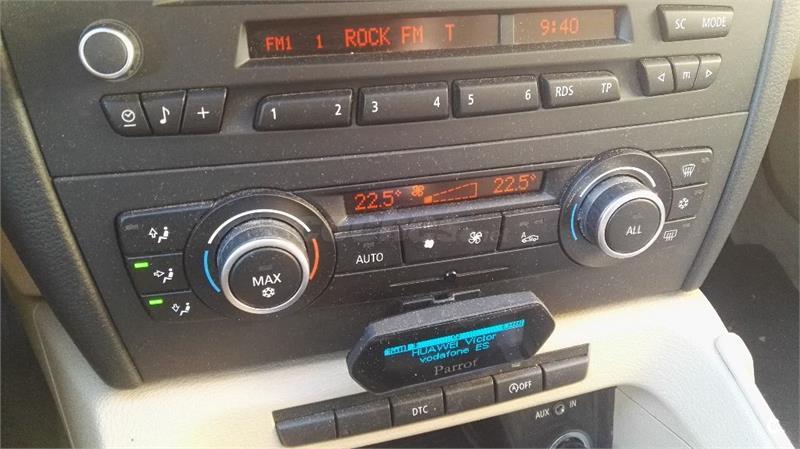 FM1 1 ROCK FM T 9:40
SC MODE
1 2 3 4 5 6 RDS TP
m
22.5° 22.5°
AUTO
MAX
ALL
HUAWEI Victor
vodafone ES
Parrot
DTC
OFF
AUX IN